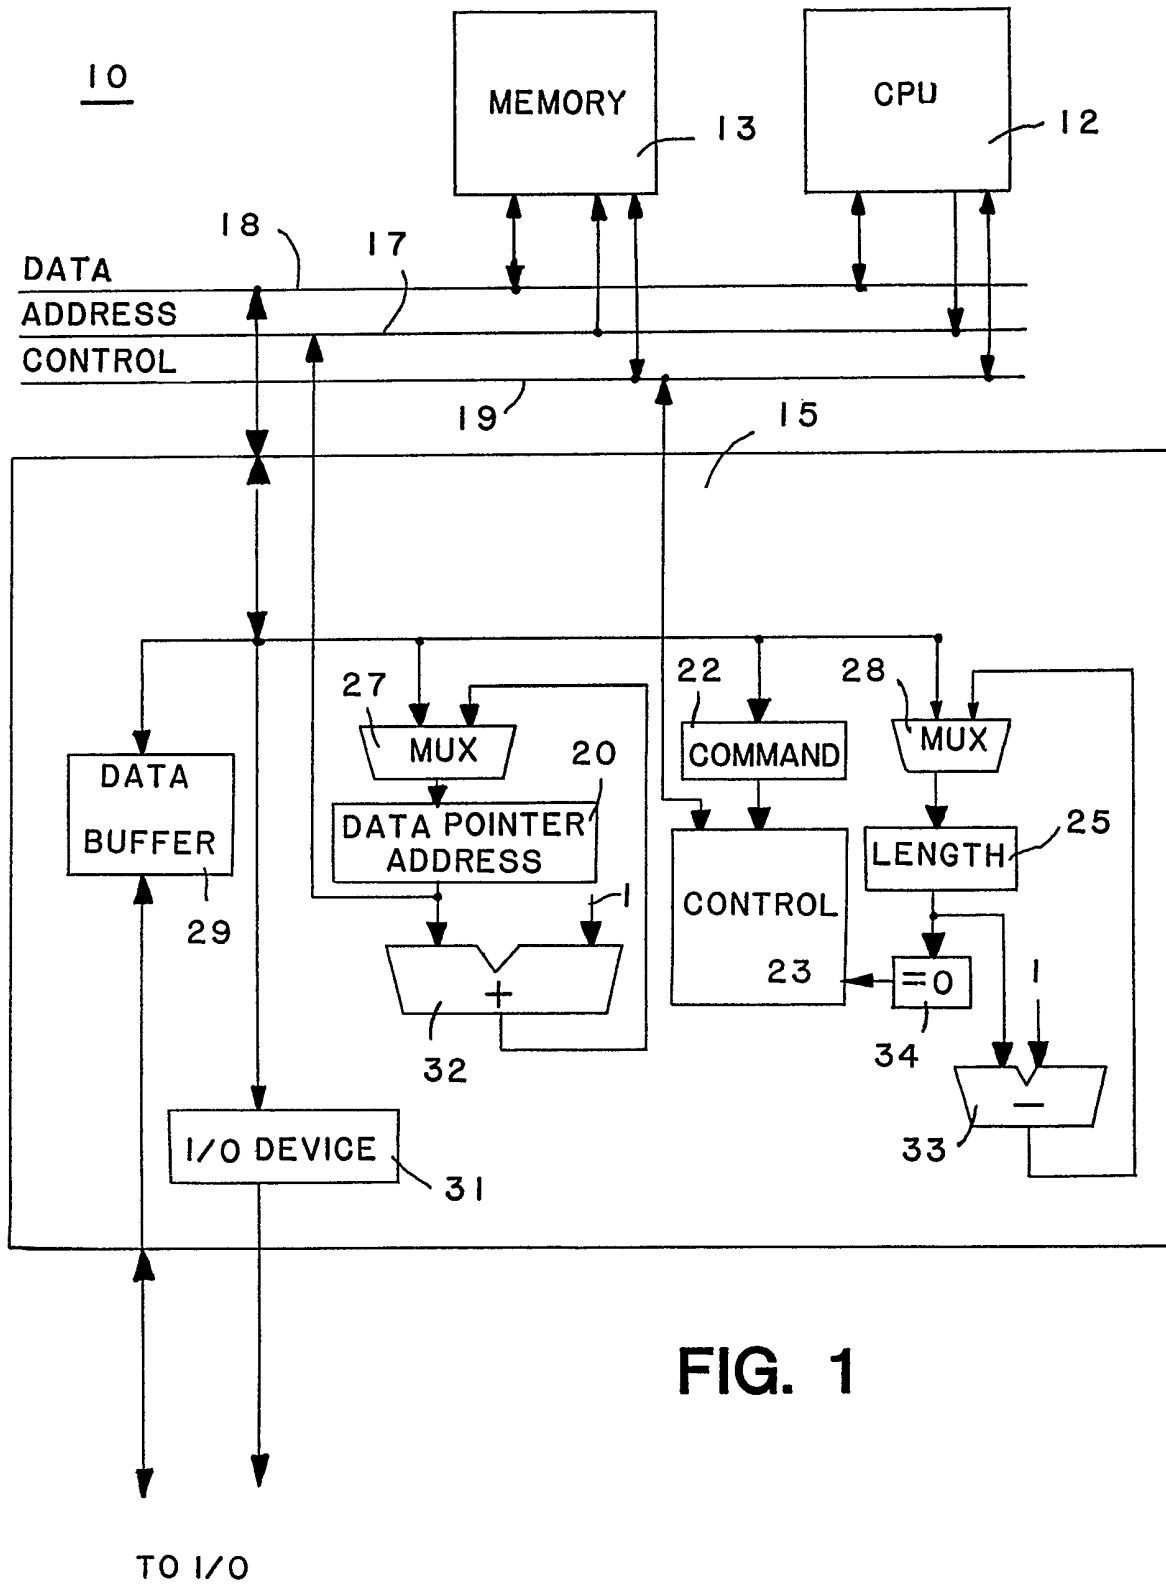 10
MEMORY
CPU
13
12
18
17
DATA
ADDRESS
CONTROL
19
15
27
22
28
MUX
20
COMMAND
MUX
DATA
BUFFER
29
DATA POINTER
ADDRESS
25
LENGTH
CONTROL
1
23
=0
1
+
32
34
−
33
I/O DEVICE
31
FIG. 1
TO I/O